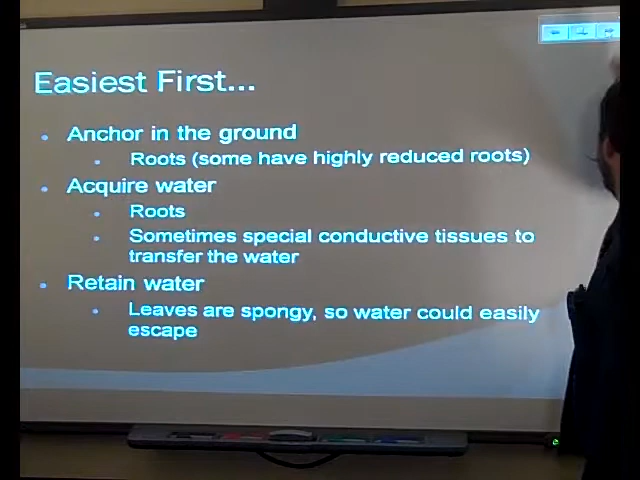 Easiest First...
• Anchor in the ground
• Roots (some have highly reduced roots)
• Acquire water
• Roots
• Sometimes special conductive tissues to
transfer the water
• Retain water
• Leaves are spongy, so water could easily
escape